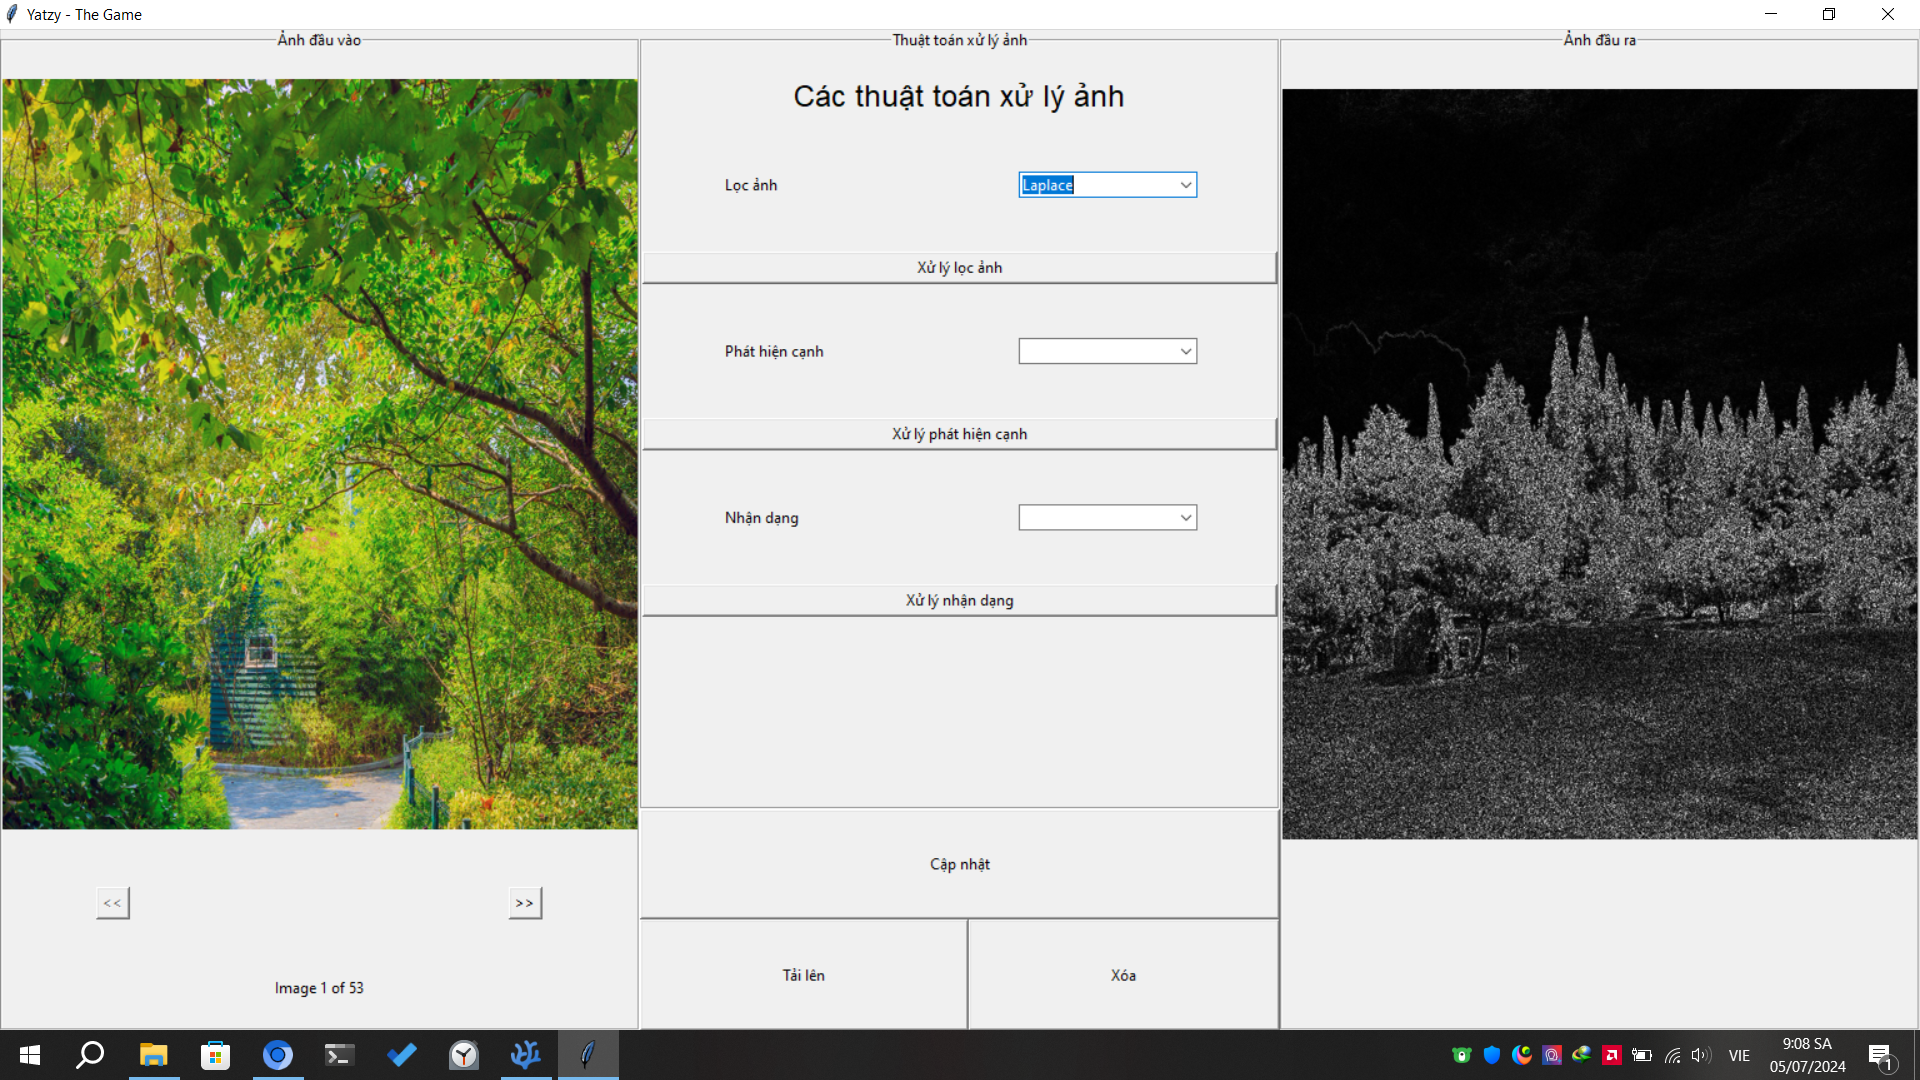 Yatzy - The Game
Ảnh đầu vào
Thuật toán xử lý ảnh
Ảnh đầu ra
Các thuật toán xử lý ảnh
Lọc ảnh
Laplace
Xử lý lọc ảnh
Phát hiện cạnh
Xử lý phát hiện cạnh
Nhận dạng
Xử lý nhận dạng
Cập nhật
<<
>>
Tải lên
Xóa
Image 1 of 53
VIE
9:08 SA
05/07/2024
1